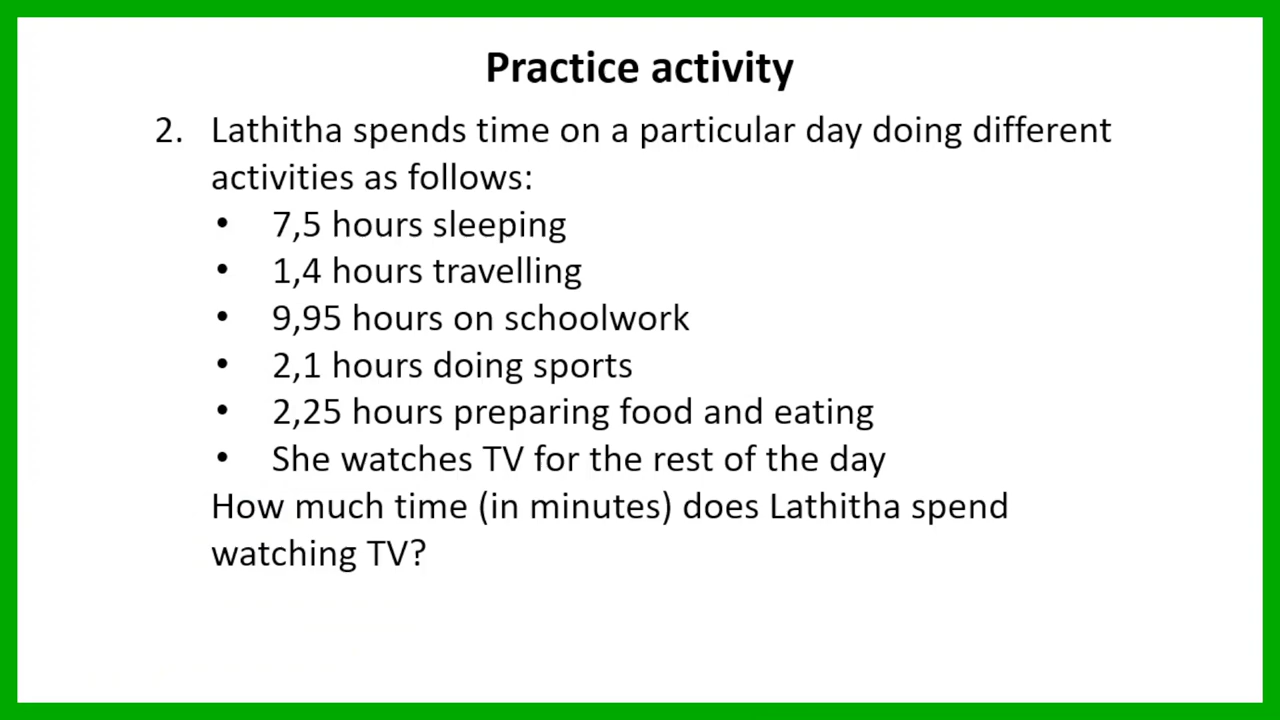 Practice activity
2. Lathitha spends time on a particular day doing different
activities as follows:
• 7,5 hours sleeping
• 1,4 hours travelling
• 9,95 hours on schoolwork
• 2,1 hours doing sports
• 2,25 hours preparing food and eating
• She watches TV for the rest of the day
How much time (in minutes) does Lathitha spend
watching TV?